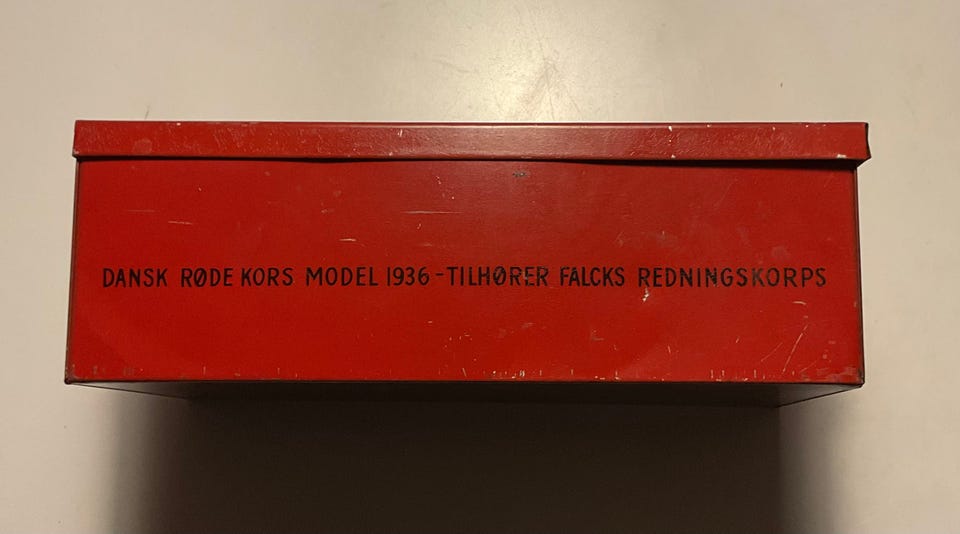 DANSK RØDE KORS MODEL 1936 - TILHØRER FALCKS REDNINGSKORPS